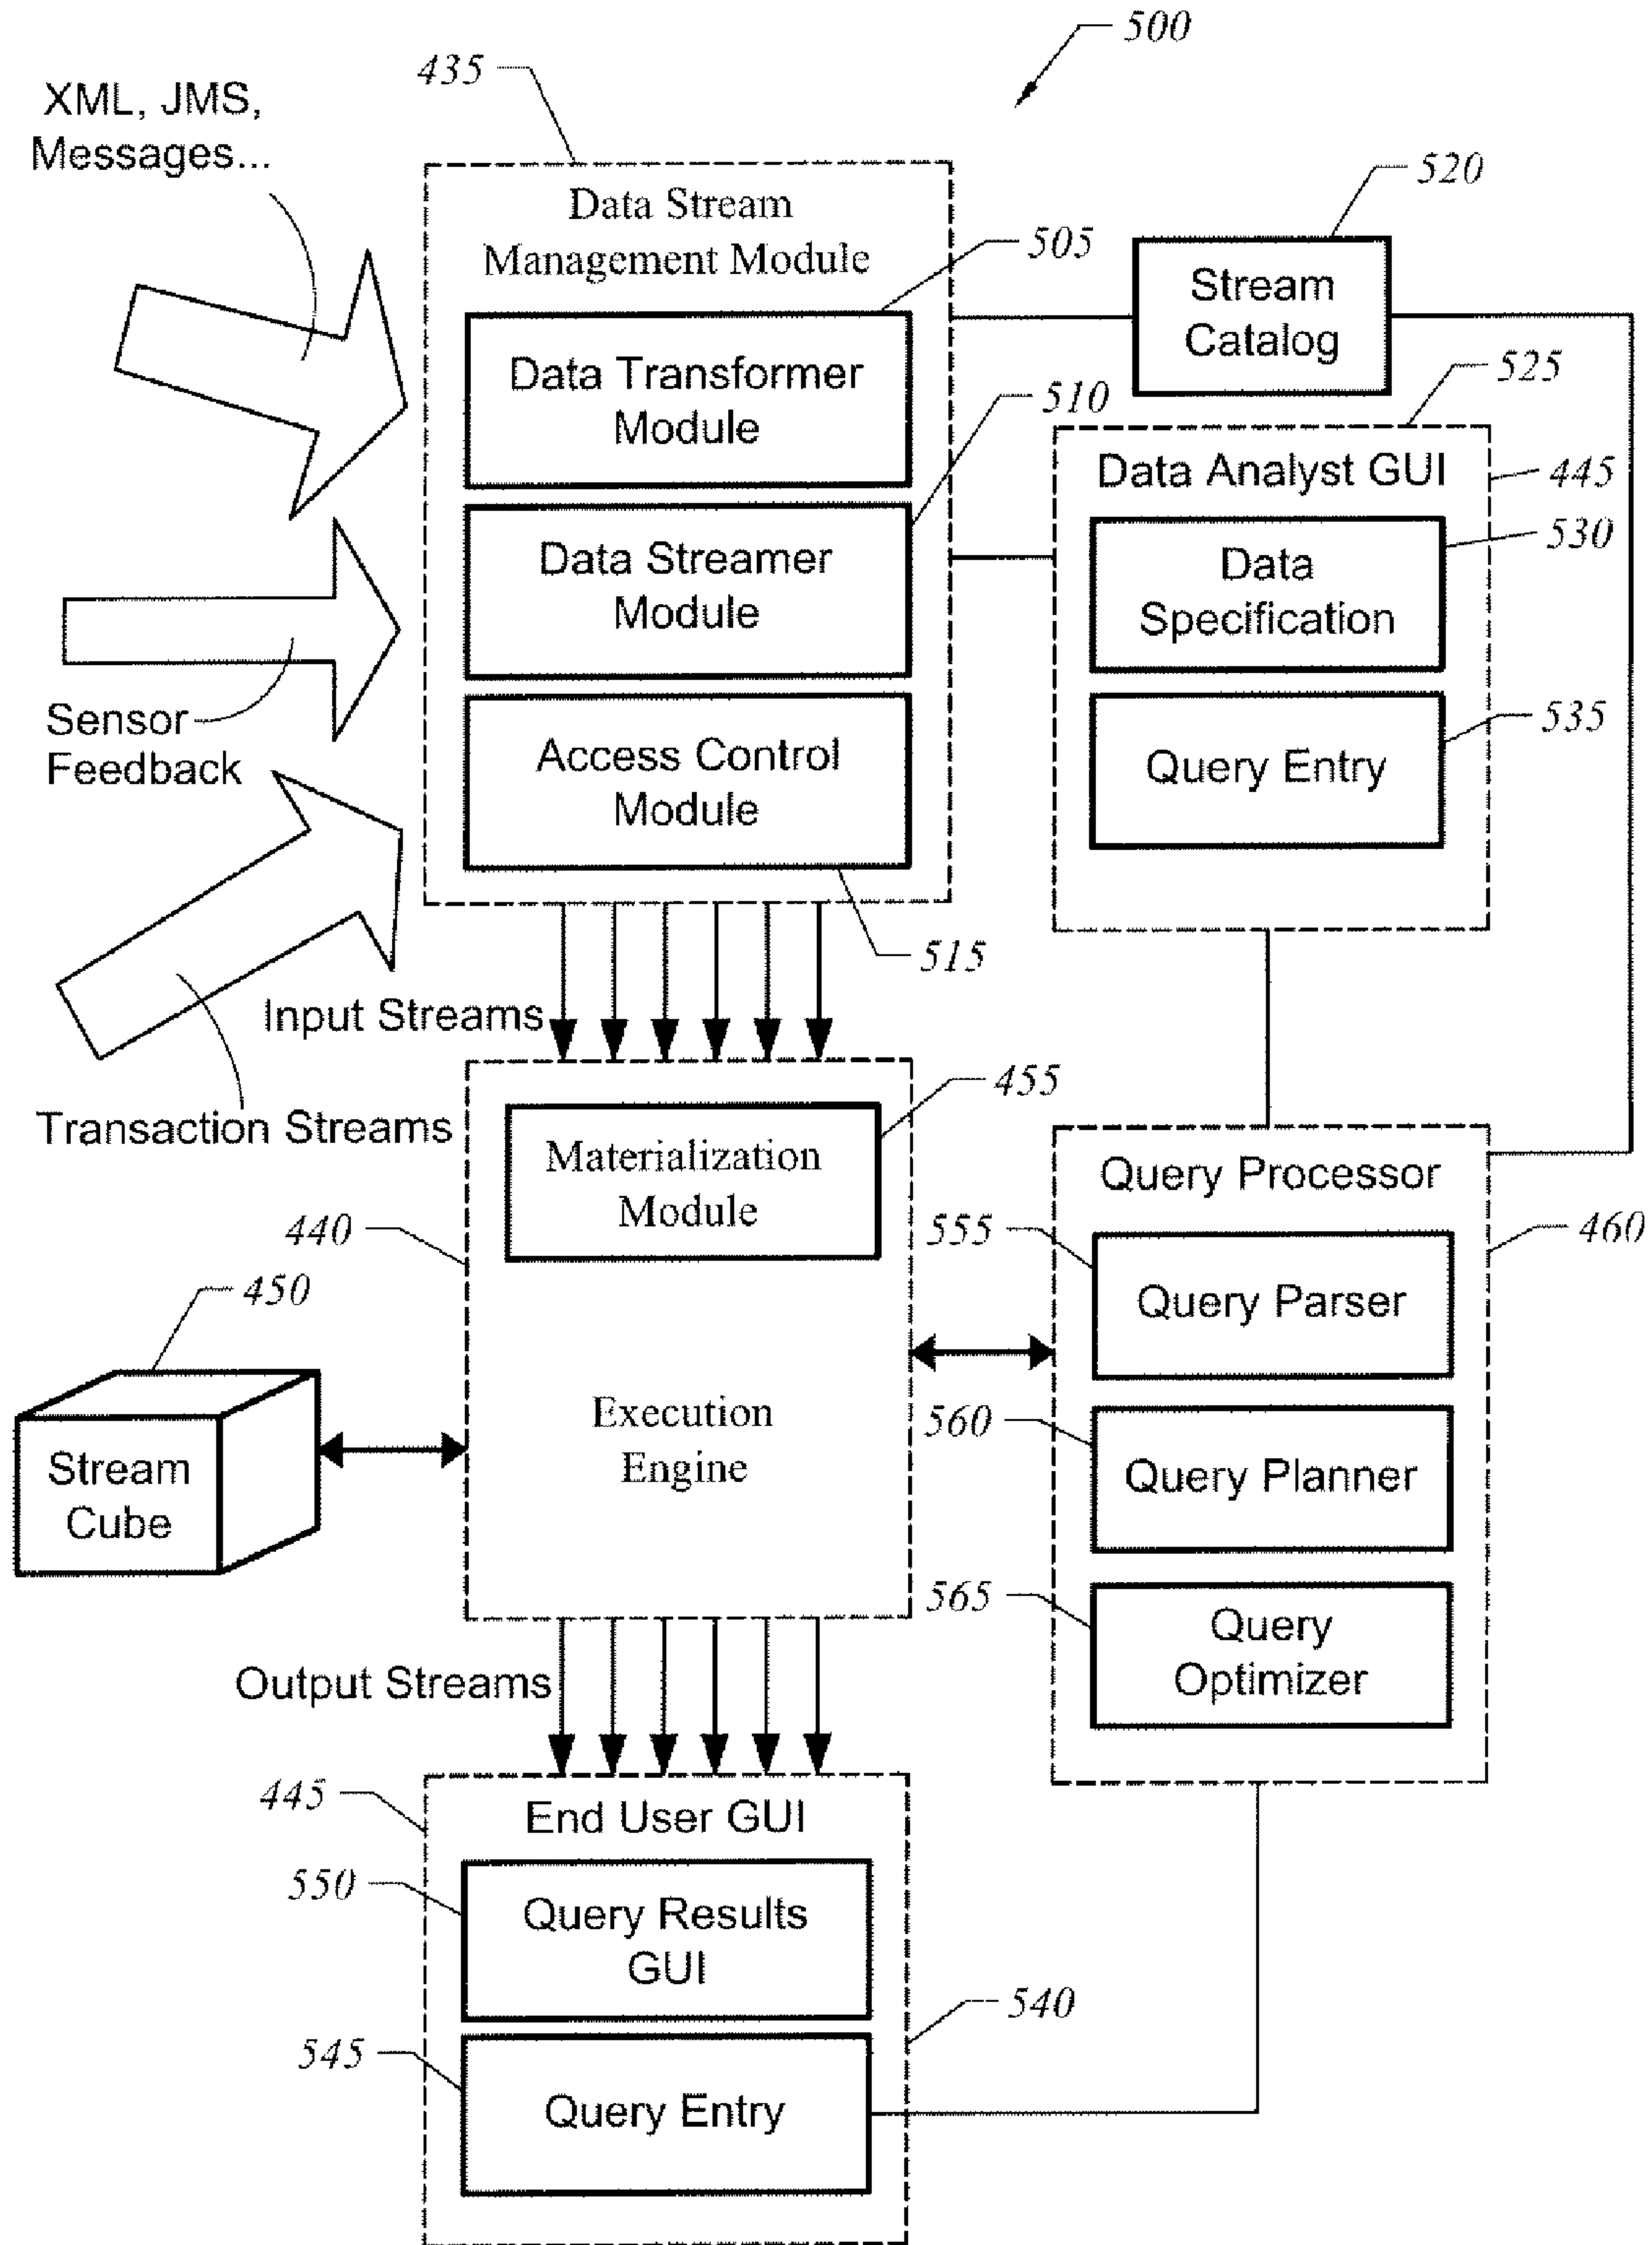 500
435
XML, JMS,
Messages...
520
Data Stream
Management Module
505
Stream
Catalog
525
Data Transformer
Module
510
Data Analyst GUI
445
530
Data Streamer
Module
Data
Specification
535
Sensor
Feedback
Access Control
Module
Query Entry
515
Input Streams
455
Transaction Streams
Materialization
Module
Query Processor
440
555
460
450
Query Parser
Execution
Engine
560
Stream
Cube
Query Planner
565
Query
Optimizer
Output Streams
445
End User GUI
550
Query Results
GUI
540
545
Query Entry